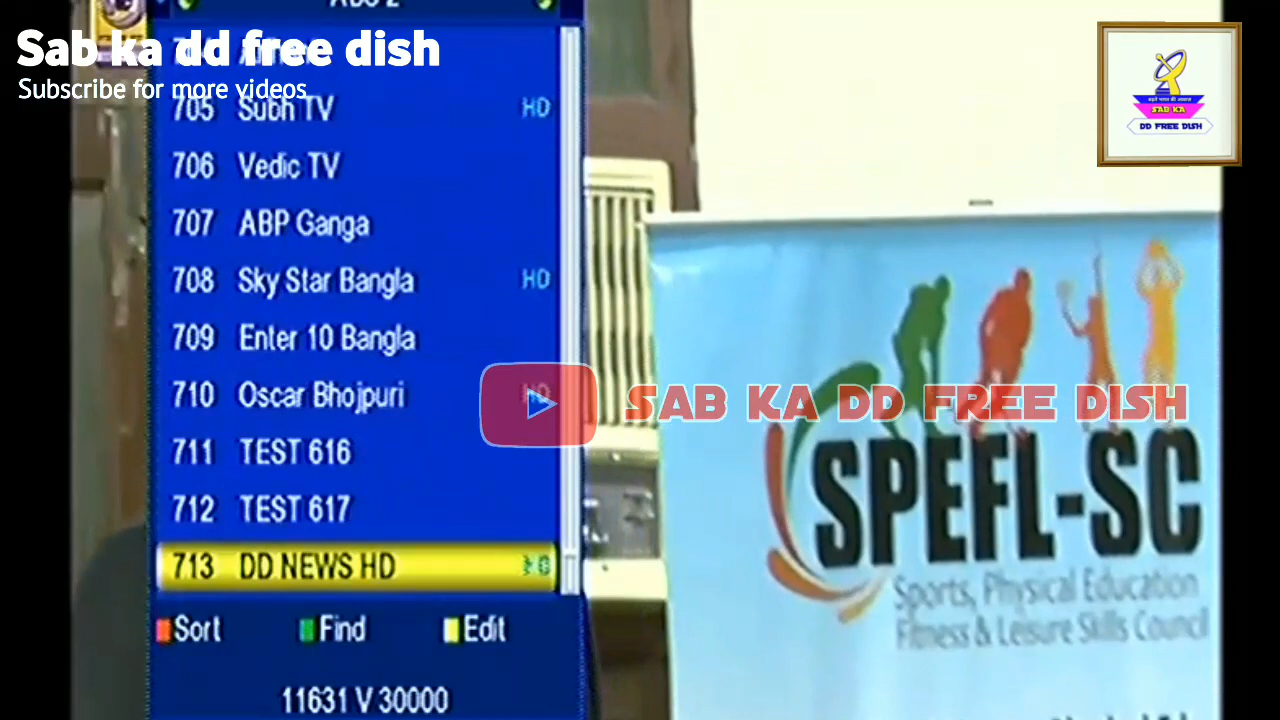 ABS 2
Sab ka dd free dish
Subscribe for more videos
705 Subh TV HD
706 Vedic TV
707 ABP Ganga
708 Sky Star Bangla HD
709 Enter 10 Bangla
710 Oscar Bhojpuri HD
711 TEST 616
712 TEST 617
713 DD NEWS HD
Sort Find Edit
11631 V 30000
SAB KA
DD FREE DISH
SAB KA DD FREE DISH
SPEFL-SC
Sports, Physical Education
Fitness & Leisure Skills Council